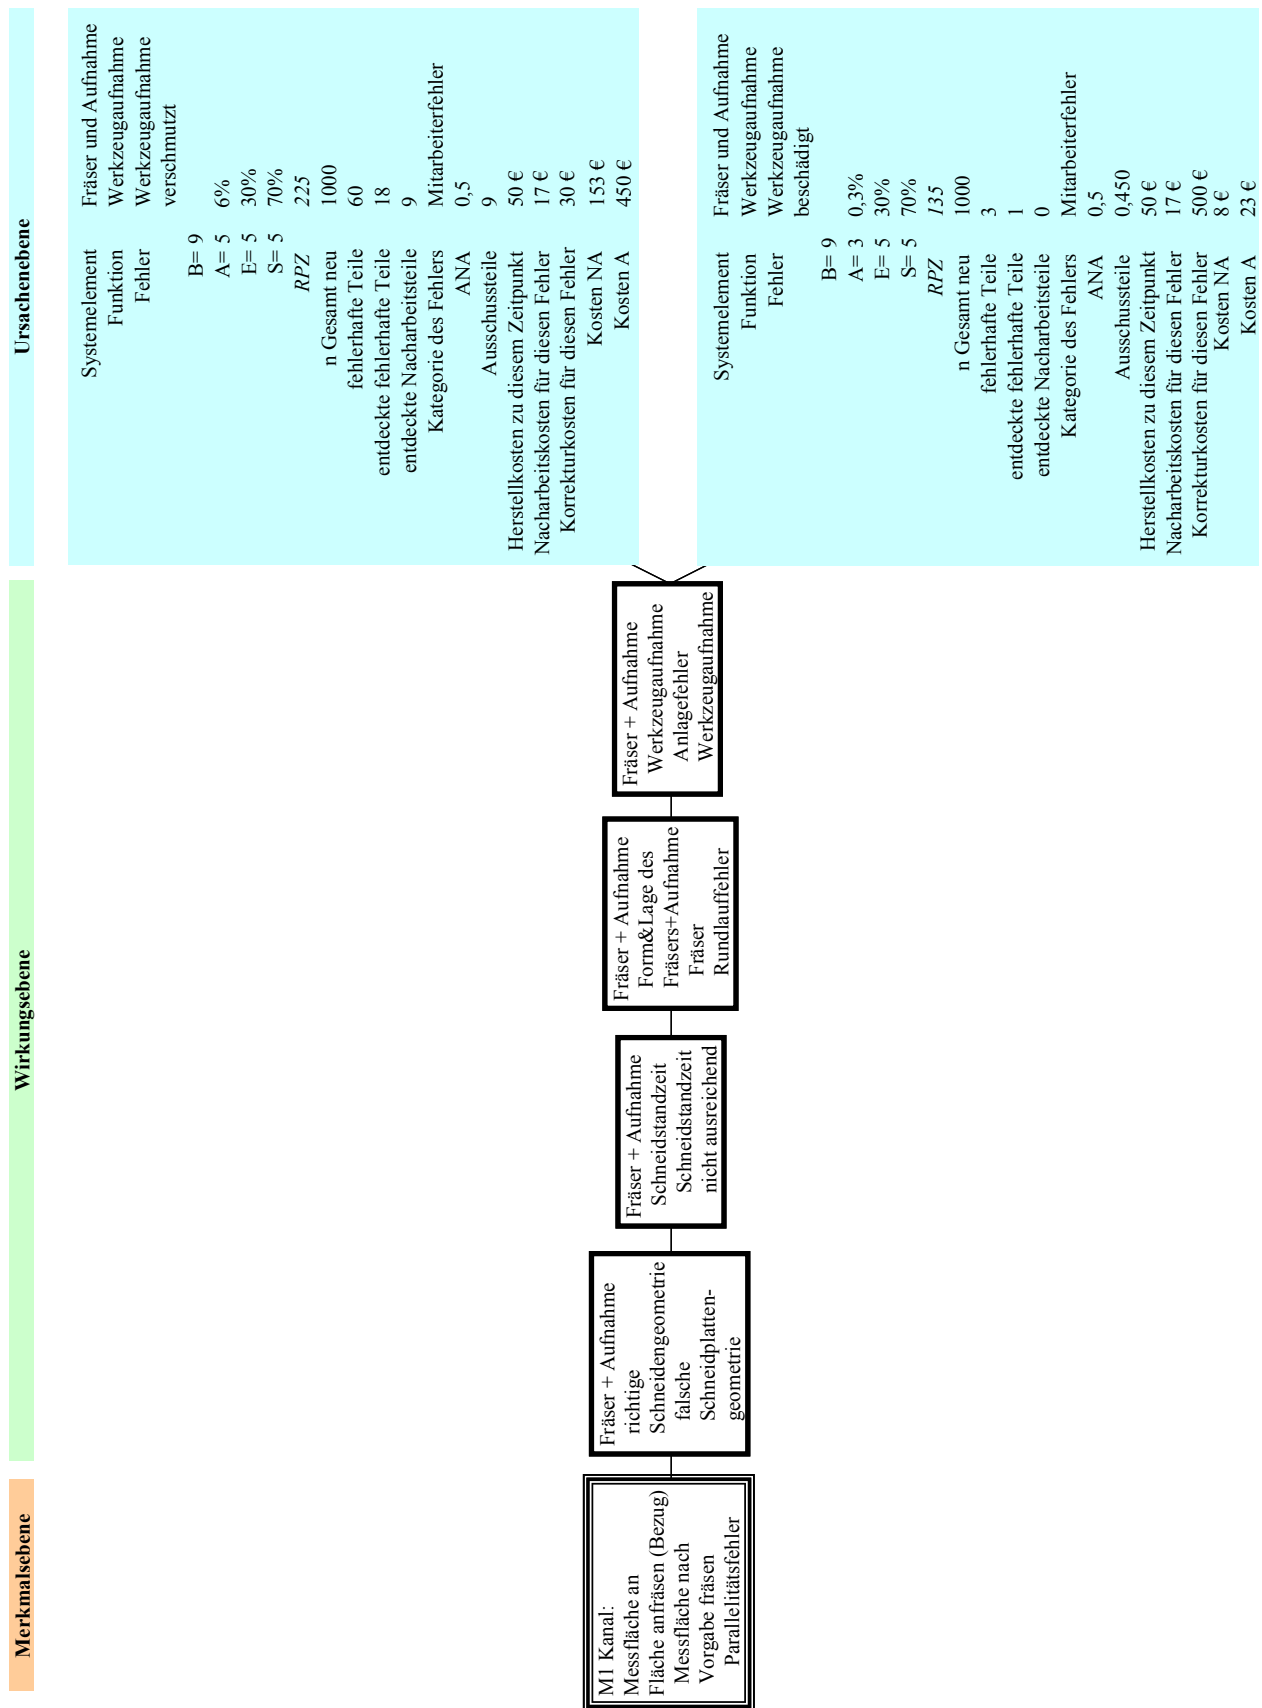 Merkmalsebene
Wirkungsebene
Ursachenebene
M1 Kanal:
Messfläche an
Fläche anfräsen (Bezug)
Messfläche nach
Vorgabe fräsen
Parallelitätsfehler
Fräser + Aufnahme
richtige
Schneidengeometrie
falsche
Schneidplatten-
geometrie
Fräser + Aufnahme
Schneidstandzeit
Schneidstandzeit
nicht ausreichend
Fräser + Aufnahme
Form&Lage des
Fräsers+Aufnahme
Fräser
Rundlauffehler
Fräser + Aufnahme
Werkzeugaufnahme
Anlagefehler
Werkzeugaufnahme
Systemelement Fräser und Aufnahme
Funktion Werkzeugaufnahme
Fehler Werkzeugaufnahme
verschmutzt
B= 9
A= 5 6%
E= 5 30%
S= 5 70%
RPZ 225
n Gesamt neu 1000
fehlerhafte Teile 60
entdeckte fehlerhafte Teile 18
entdeckte Nacharbeitsteile 9
Kategorie des Fehlers Mitarbeiterfehler
ANA 0,5
Ausschussteile 9
Herstellkosten zu diesem Zeitpunkt 50 €
Nacharbeitskosten für diesen Fehler 17 €
Korrekturkosten für diesen Fehler 30 €
Kosten NA 153 €
Kosten A 450 €
Systemelement Fräser und Aufnahme
Funktion Werkzeugaufnahme
Fehler Werkzeugaufnahme
beschädigt
B= 9
A= 3 0,3%
E= 5 30%
S= 5 70%
RPZ 135
n Gesamt neu 1000
fehlerhafte Teile 3
entdeckte fehlerhafte Teile 1
entdeckte Nacharbeitsteile 0
Kategorie des Fehlers Mitarbeiterfehler
ANA 0,5
Ausschussteile 0,450
Herstellkosten zu diesem Zeitpunkt 50 €
Nacharbeitskosten für diesen Fehler 17 €
Korrekturkosten für diesen Fehler 500 €
Kosten NA 8 €
Kosten A 23 €